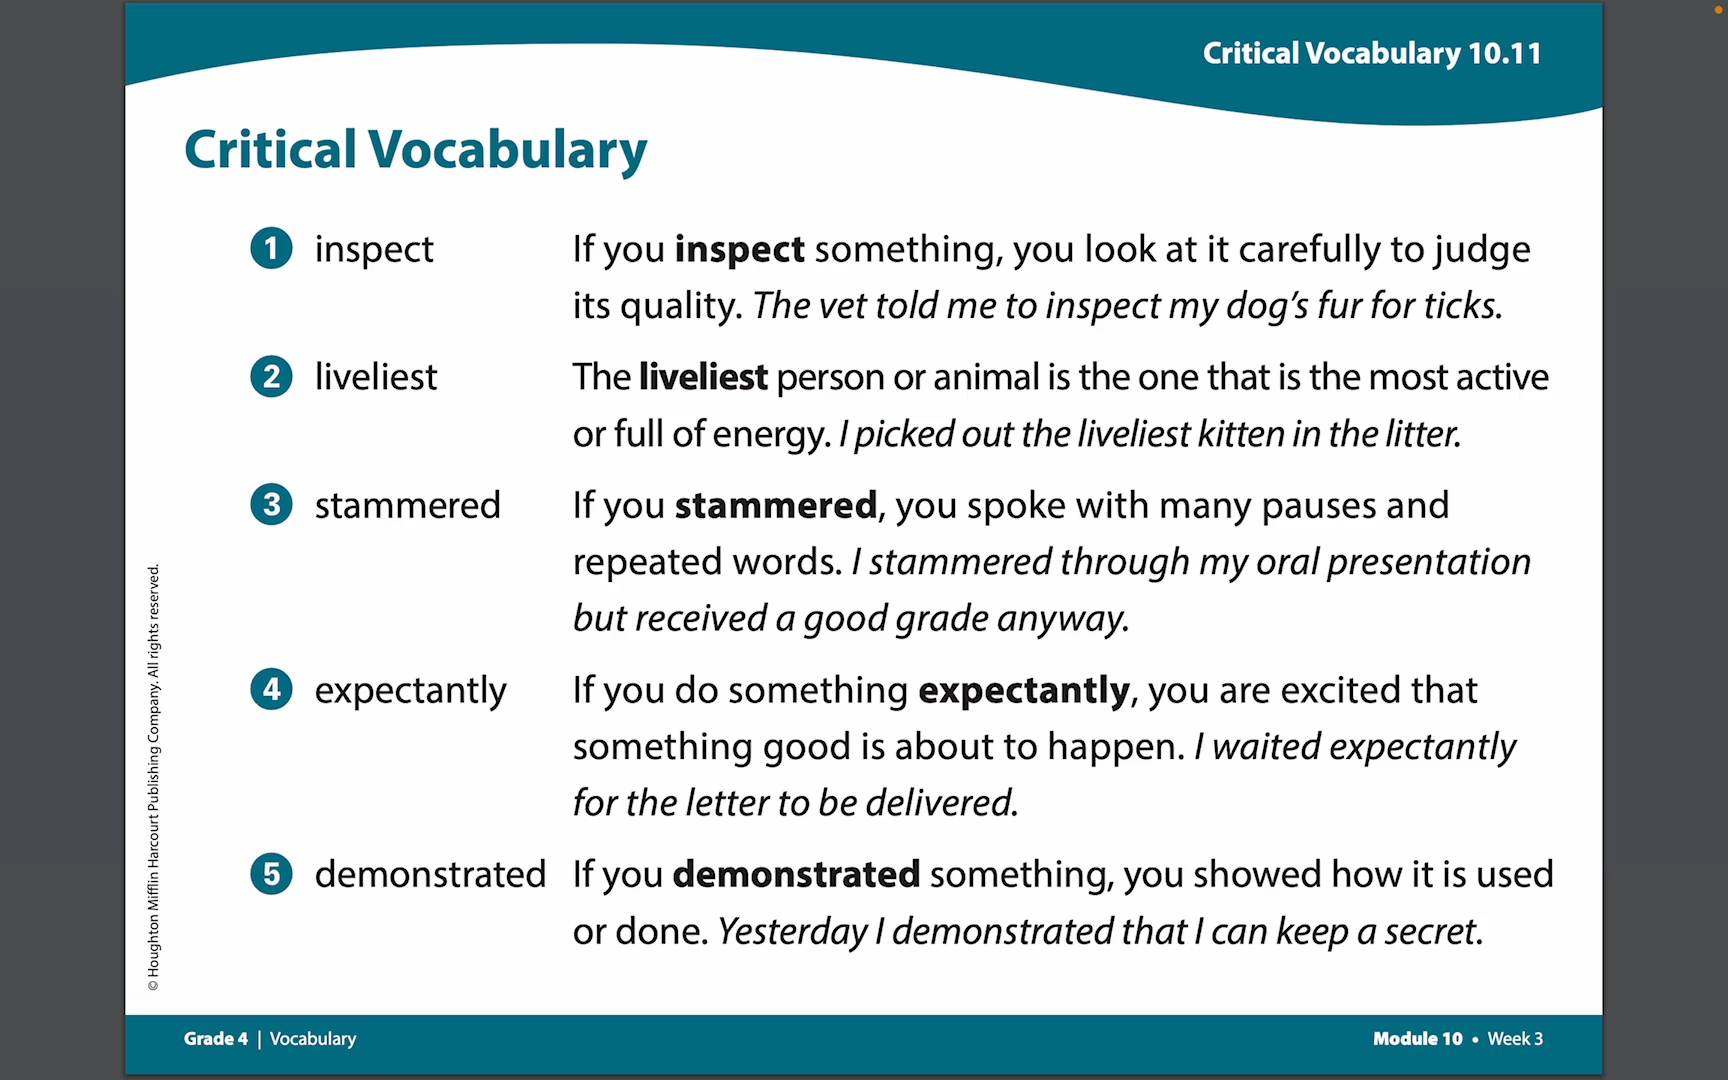 Critical Vocabulary 10.11
Critical Vocabulary
1 inspect If you inspect something, you look at it carefully to judge
its quality. The vet told me to inspect my dog’s fur for ticks.
2 liveliest The liveliest person or animal is the one that is the most active
or full of energy. I picked out the liveliest kitten in the litter.
3 stammered If you stammered, you spoke with many pauses and
repeated words. I stammered through my oral presentation
but received a good grade anyway.
4 expectantly If you do something expectantly, you are excited that
something good is about to happen. I waited expectantly
for the letter to be delivered.
5 demonstrated If you demonstrated something, you showed how it is used
or done. Yesterday I demonstrated that I can keep a secret.
© Houghton Mifflin Harcourt Publishing Company. All rights reserved.
Grade 4 | Vocabulary Module 10 • Week 3